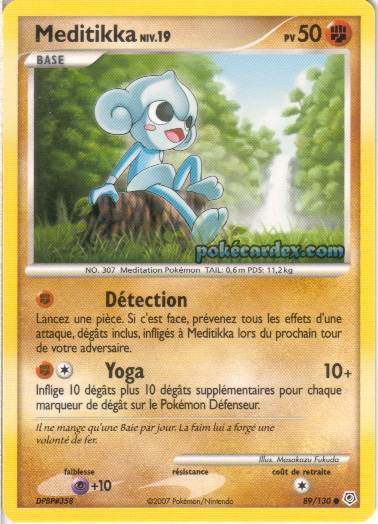 Meditikka NIV.19 PV 50
BASE
pokécardex.com
NO. 307 Meditation Pokémon TAIL: 0,6m PDS: 11,2kg
Détection
Lancez une pièce. Si c'est face, prévenez tous les effets d'une
attaque, dégâts inclus, infligés à Meditikka lors du prochain tour
de votre adversaire.
Yoga 10+
Inflige 10 dégâts plus 10 dégâts supplémentaires pour chaque
marqueur de dégât sur le Pokémon Défenseur.
Il ne mange qu'une Baie par jour. La faim lui a forgé une
volonté de fer.
Illus. Masakazu Fukuda
faiblesse résistance coût de retraite
+10
DPBP#358 ©2007 Pokémon/Nintendo 89/130